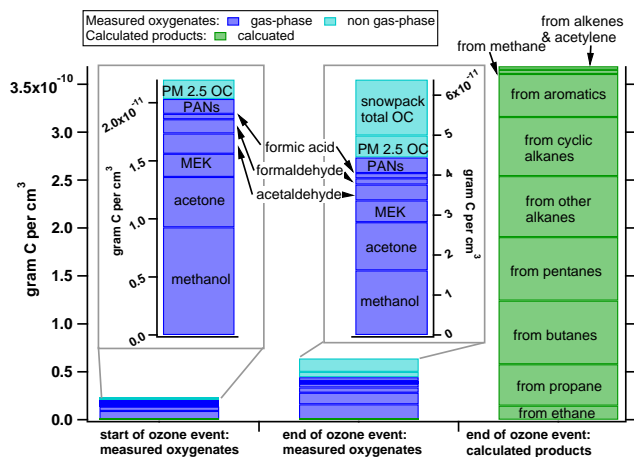 Measured oxygenates: gas-phase non gas-phase
Calculated products: calcuated
from alkenes
& acetylene
from methane
gram C per cm3
3.5x10-10
3.0
2.5
2.0
1.5
1.0
0.5
0.0
gram C per cm3
2.0x10-11
1.5
1.0
0.5
0.0
PM 2.5 OC
PANs
MEK
acetone
methanol
formic acid
formaldehyde
acetaldehyde
gram C per cm3
6x10-11
5
4
3
2
1
0
snowpack
total OC
PM 2.5 OC
PANs
MEK
acetone
methanol
from aromatics
from cyclic
alkanes
from other
alkanes
from pentanes
from butanes
from propane
from ethane
start of ozone event:
measured oxygenates
end of ozone event:
measured oxygenates
end of ozone event:
calculated products